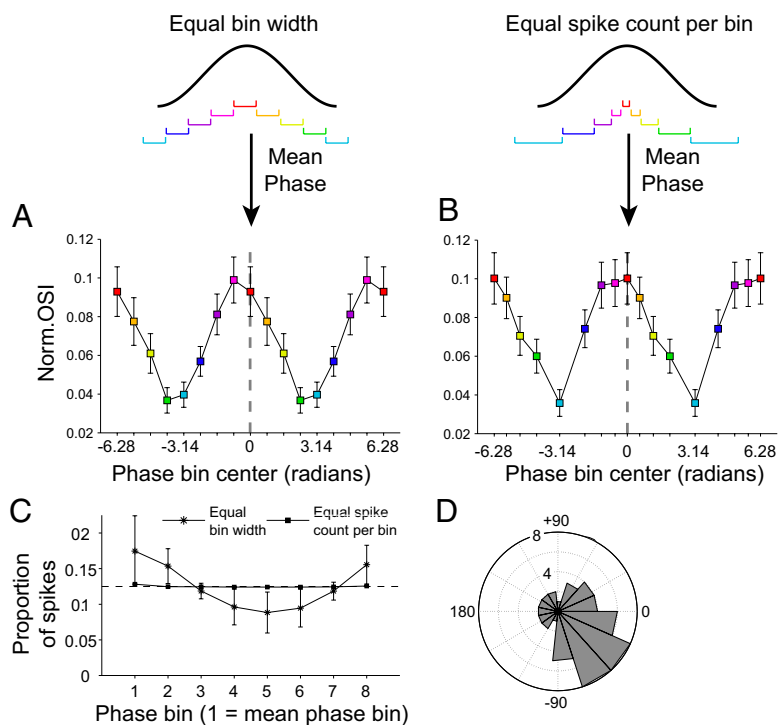 Equal bin width
Equal spike count per bin
Mean
Phase
Mean
Phase
A
B
0.12
0.1
0.08
0.06
0.04
0.02
Norm.OSI
-6.28
-3.14
0
3.14
6.28
Phase bin center (radians)
0.12
0.1
0.08
0.06
0.04
0.02
-6.28
-3.14
0
3.14
6.28
Phase bin center (radians)
C
D
Equal
bin width
Equal spike
count per bin
02
0.15
0.1
0.05
0
Proportion
of spikes
1
2
3
4
5
6
7
8
Phase bin (1 = mean phase bin)
+90
8
4
180
0
-90